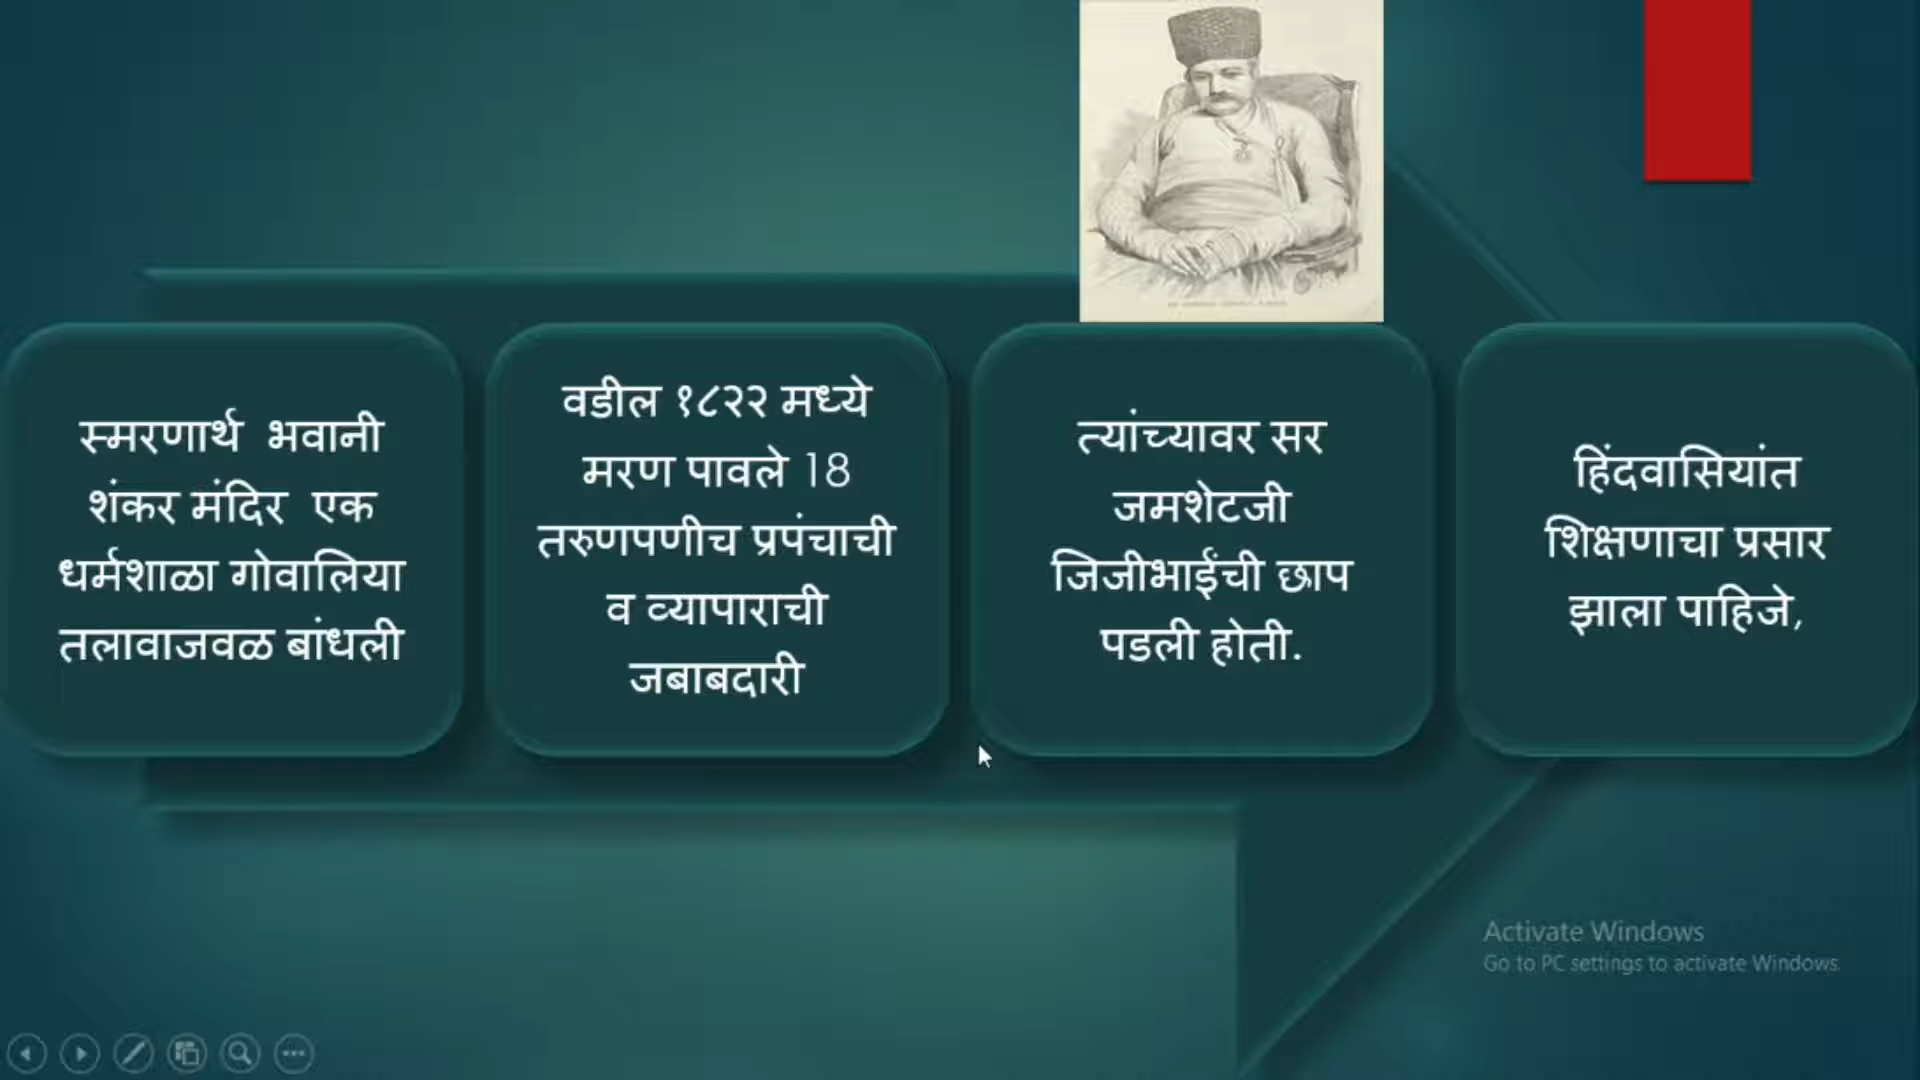 स्मरणार्थ भवानी
शंकर मंदिर एक
धर्मशाळा गोवालिया
तलावाजवळ बांधली
वडील १८२२ मध्ये
मरण पावले 18
तरुणपणीच प्रपंचाची
व व्यापाराची
जबाबदारी
त्यांच्यावर सर
जमशेटजी
जिजीभाईंची छाप
पडली होती.
हिंदवासियांत
शिक्षणाचा प्रसार
झाला पाहिजे,
Activate Windows
Go to PC settings to activate Windows.